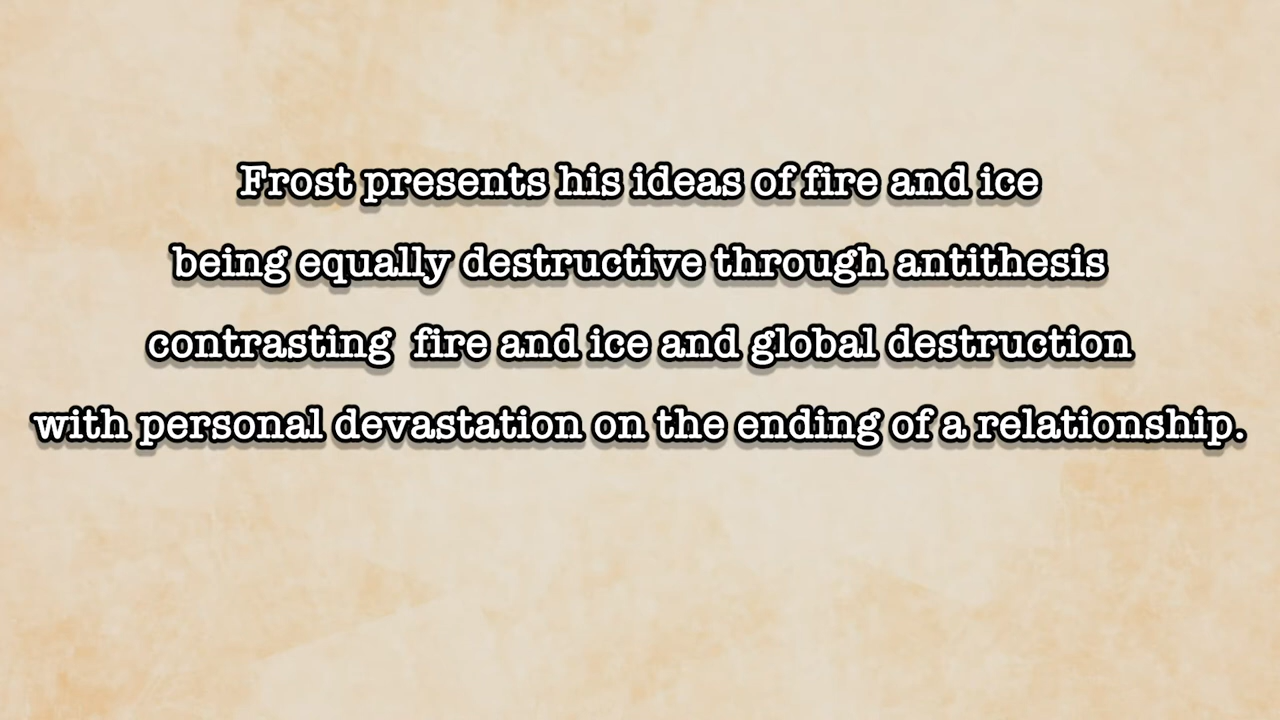 Frost presents his ideas of fire and ice
being equally destructive through antithesis
contrasting  fire and ice and global destruction
with personal devastation on the ending of a relationship.